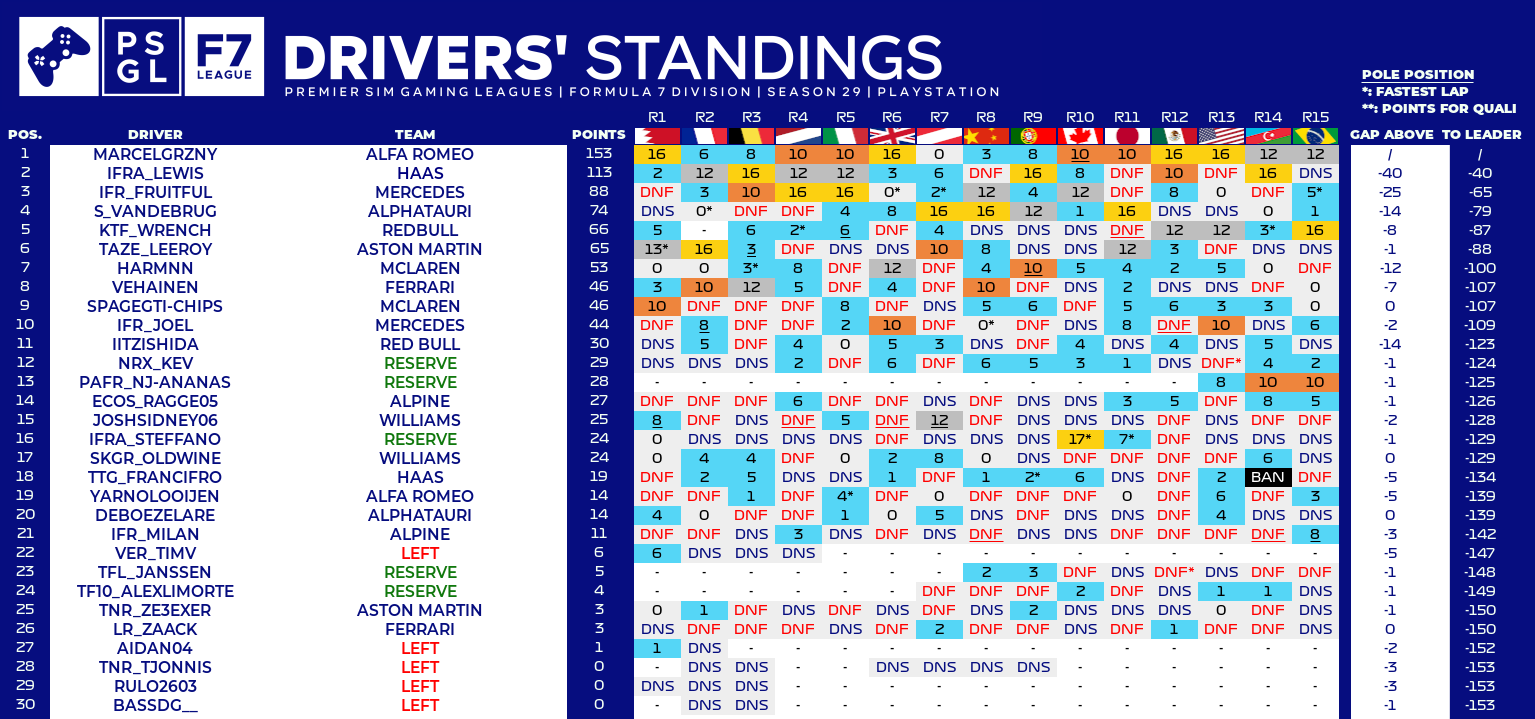 PS
GL
F7
LEAGUE
DRIVERS' STANDINGS
PREMIER SIM GAMING LEAGUES | FORMULA 7 DIVISION | SEASON 29 | PLAYSTATION
POLE POSITION
*: FASTEST LAP
**: POINTS FOR QUALI
R1 R2 R3 R4 R5 R6 R7 R8 R9 R10 R11 R12 R13 R14 R15
POS. DRIVER TEAM POINTS GAP ABOVE TO LEADER
1 MARCELGRZNY ALFA ROMEO 153 16 6 8 10 10 16 0 3 8 10 10 16 16 12 12 / /
2 IFRA_LEWIS HAAS 113 2 12 16 12 12 3 6 DNF 16 8 DNF 10 DNF 16 DNS -40 -40
3 IFR_FRUITFUL MERCEDES 88 DNF 3 10 16 16 0* 2* 12 4 12 DNF 8 0 DNF 5* -25 -65
4 S_VANDEBRUG ALPHATAURI 74 DNS 0* DNF DNF 4 8 16 16 12 1 16 DNS DNS 0 1 -14 -79
5 KTF_WRENCH REDBULL 66 5 - 6 2* 6 DNF 4 DNS DNS DNS DNF 12 12 3* 16 -8 -87
6 TAZE_LEEROY ASTON MARTIN 65 13* 16 3 DNF DNS DNS 10 8 DNS DNS 12 3 DNF DNS DNS -1 -88
7 HARMNN MCLAREN 53 0 0 3* 8 DNF 12 DNF 4 10 5 4 2 5 0 DNF -12 -100
8 VEHAINEN FERRARI 46 3 10 12 5 DNF 4 DNF 10 DNF DNS 2 DNS DNS DNF 0 -7 -107
9 SPAGEGTI-CHIPS MCLAREN 46 10 DNF DNF DNF 8 DNF DNS 5 6 DNF 5 6 3 3 0 0 -107
10 IFR_JOEL MERCEDES 44 DNF 8 DNF DNF 2 10 DNF 0* DNF DNS 8 DNF 10 DNS 6 -2 -109
11 IITZISHIDA RED BULL 30 DNS 5 DNF 4 0 5 3 DNS DNF 4 DNS 4 DNS 5 DNS -14 -123
12 NRX_KEV RESERVE 29 DNS DNS DNS 2 DNF 6 DNF 6 5 3 1 DNS DNF* 4 2 -1 -124
13 PAFR_NJ-ANANAS RESERVE 28 - - - - - - - - - - - - 8 10 10 -1 -125
14 ECOS_RAGGE05 ALPINE 27 DNF DNF DNF 6 DNF DNF DNS DNF DNS DNS 3 5 DNF 8 5 -1 -126
15 JOSHSIDNEY06 WILLIAMS 25 8 DNF DNS DNF 5 DNF 12 DNF DNS DNS DNS DNF DNS DNF DNF -2 -128
16 IFRA_STEFFANO RESERVE 24 0 DNS DNS DNS DNS DNF DNS DNS DNS 17* 7* DNF DNS DNS DNS -1 -129
17 SKGR_OLDWINE WILLIAMS 24 0 4 4 DNF 0 2 8 0 DNS DNF DNF DNF DNF 6 DNS 0 -129
18 TTG_FRANCIFRO HAAS 19 DNF 2 5 DNS DNS 1 DNF 1 2* 6 DNS DNF 2 BAN DNF -5 -134
19 YARNOLOOIJEN ALFA ROMEO 14 DNF DNF 1 DNF 4* DNF 0 DNF DNF DNF 0 DNF 6 DNF 3 -5 -139
20 DEBOEZELARE ALPHATAURI 14 4 0 DNF DNF 1 0 5 DNS DNF DNS DNS DNF 4 DNS DNS 0 -139
21 IFR_MILAN ALPINE 11 DNF DNF DNS 3 DNS DNF DNS DNF DNS DNS DNF DNF DNF DNF 8 -3 -142
22 VER_TIMV LEFT 6 6 DNS DNS DNS - - - - - - - - - - - -5 -147
23 TFL_JANSSEN RESERVE 5 - - - - - - - 2 3 DNF DNS DNF* DNS DNF DNF -1 -148
24 TF10_ALEXLIMORTE RESERVE 4 - - - - - - DNF DNF DNF 2 DNF DNS 1 1 DNS -1 -149
25 TNR_ZE3EXER ASTON MARTIN 3 0 1 DNF DNS DNF DNS DNF DNS 2 DNS DNS DNS 0 DNF DNS -1 -150
26 LR_ZAACK FERRARI 3 DNS DNF DNF DNF DNS DNF 2 DNF DNF DNS DNF 1 DNF DNF DNS 0 -150
27 AIDAN04 LEFT 1 1 DNS - - - - - - - - - - - - - -2 -152
28 TNR_TJONNIS LEFT 0 - DNS DNS - - DNS DNS DNS DNS - - - - - - -3 -153
29 RULO2603 LEFT 0 DNS DNS DNS - - - - - - - - - - - - -3 -153
30 BASSDG__ LEFT 0 - DNS DNS - - - - - - - - - - - - -1 -153